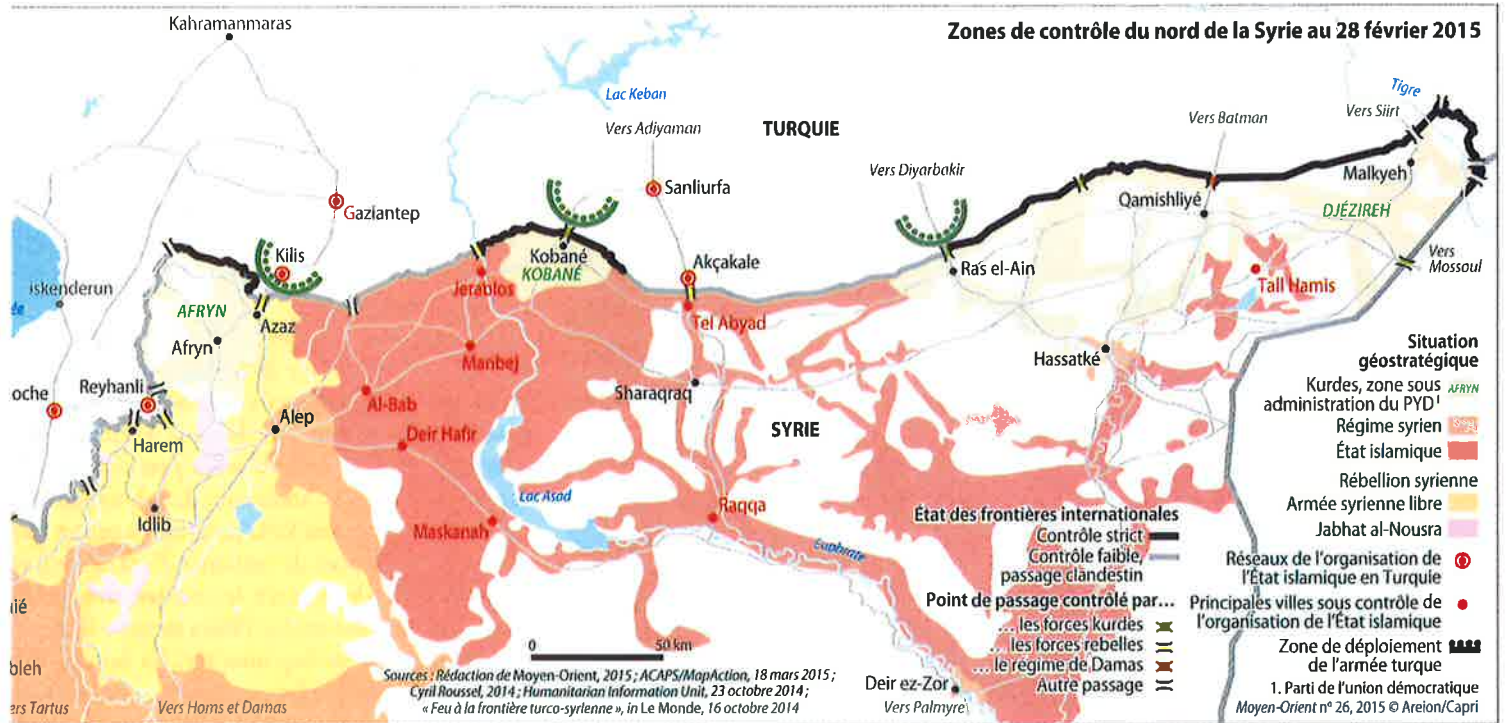 Zones de contrôle du nord de la Syrie au 28 février 2015
Kahramanmaras
Lac Keban
Tigre
Vers Siirt
Vers Adiyaman
TURQUIE
Vers Batman
Vers Diyarbakir
Malkyeh
Sanliurfa
Gaziantep
Qamishliyé
DJÉZIREH
Kilis
Kobané
KOBANÉ
Akçakale
Ras el-Ain
Vers
Mossoul
iskenderun
Jerablos
Tall Hamis
AFRYN
Azaz
Tel Abyad
Afryn
Manbej
Hassatké
Reyhanli
Sharaqraq
oche
Al-Bab
Alep
SYRIE
Harem
Deir Hafir
Lac Asad
Raqqa
Idlib
Maskanah
Euphrate
ié
bleh
ers Tartus
Vers Homs et Damas
Deir ez-Zor
Vers Palmyre
0 50 km
Sources : Rédaction de Moyen-Orient, 2015 ; ACAPS/MapAction, 18 mars 2015 ;
Cyril Roussel, 2014 ; Humanitarian Information Unit, 23 octobre 2014 ;
« Feu à la frontière turco-syrienne », in Le Monde, 16 octobre 2014
État des frontières internationales
Contrôle strict
Contrôle faible,
passage clandestin
Point de passage contrôlé par…
… les forces kurdes
… les forces rebelles
… le régime de Damas
Autre passage
Situation
géostratégique
Kurdes, zone sous AFRYN
administration du PYD¹
Régime syrien
État islamique
Rébellion syrienne
Armée syrienne libre
Jabhat al-Nousra
Réseaux de l'organisation de
l'État islamique en Turquie
Principales villes sous contrôle de
l'organisation de l'État islamique
Zone de déploiement
de l'armée turque
1. Parti de l'union démocratique
Moyen-Orient n° 26, 2015 © Areion/Capri